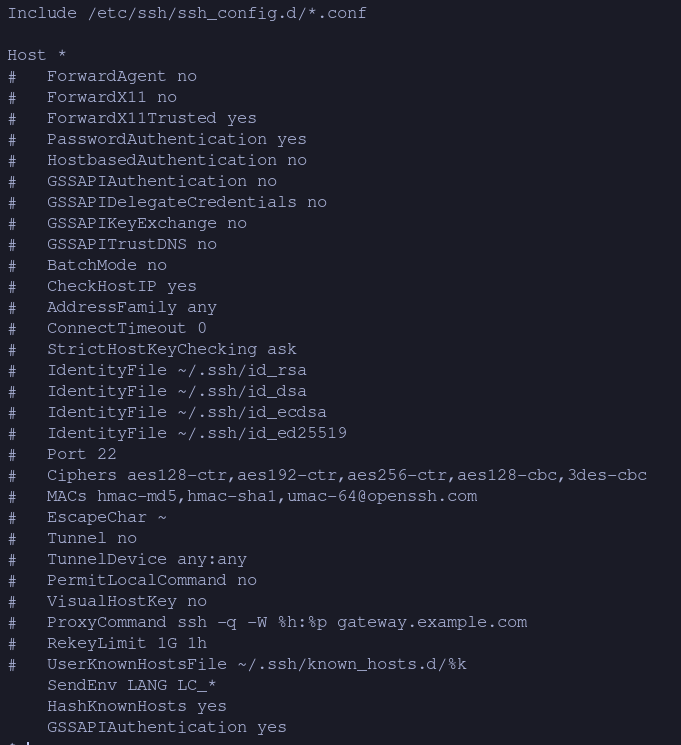 Include /etc/ssh/ssh_config.d/*.conf

Host *
#   ForwardAgent no
#   ForwardX11 no
#   ForwardX11Trusted yes
#   PasswordAuthentication yes
#   HostbasedAuthentication no
#   GSSAPIAuthentication no
#   GSSAPIDelegateCredentials no
#   GSSAPIKeyExchange no
#   GSSAPITrustDNS no
#   BatchMode no
#   CheckHostIP yes
#   AddressFamily any
#   ConnectTimeout 0
#   StrictHostKeyChecking ask
#   IdentityFile ~/.ssh/id_rsa
#   IdentityFile ~/.ssh/id_dsa
#   IdentityFile ~/.ssh/id_ecdsa
#   IdentityFile ~/.ssh/id_ed25519
#   Port 22
#   Ciphers aes128-ctr,aes192-ctr,aes256-ctr,aes128-cbc,3des-cbc
#   MACs hmac-md5,hmac-sha1,umac-64@openssh.com
#   EscapeChar ~
#   Tunnel no
#   TunnelDevice any:any
#   PermitLocalCommand no
#   VisualHostKey no
#   ProxyCommand ssh -q -W %h:%p gateway.example.com
#   RekeyLimit 1G 1h
#   UserKnownHostsFile ~/.ssh/known_hosts.d/%k
    SendEnv LANG LC_*
    HashKnownHosts yes
    GSSAPIAuthentication yes